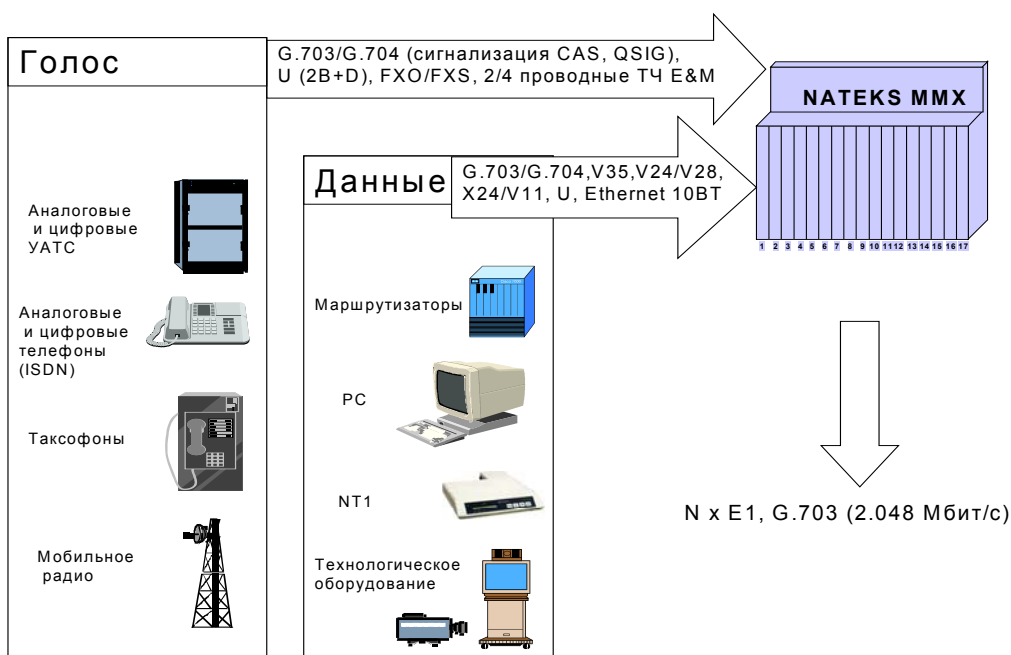 Голос
G.703/G.704 (сигнализация CAS, QSIG),
U (2B+D), FXO/FXS, 2/4 проводные ТЧ E&M
NATEKS MMX
1 2 3 4 5 6 7 8 9 10 11 12 13 14 15 16 17
Данные
G.703/G.704,V35,V24/V28,
X24/V11, U, Ethernet 10BT
Аналоговые
и цифровые
УАТС
Аналоговые
и цифровые
телефоны
(ISDN)
Таксофоны
Мобильное
радио
Маршрутизаторы
PC
NT1
Технологическое
оборудование
N x E1, G.703 (2.048 Мбит/с)